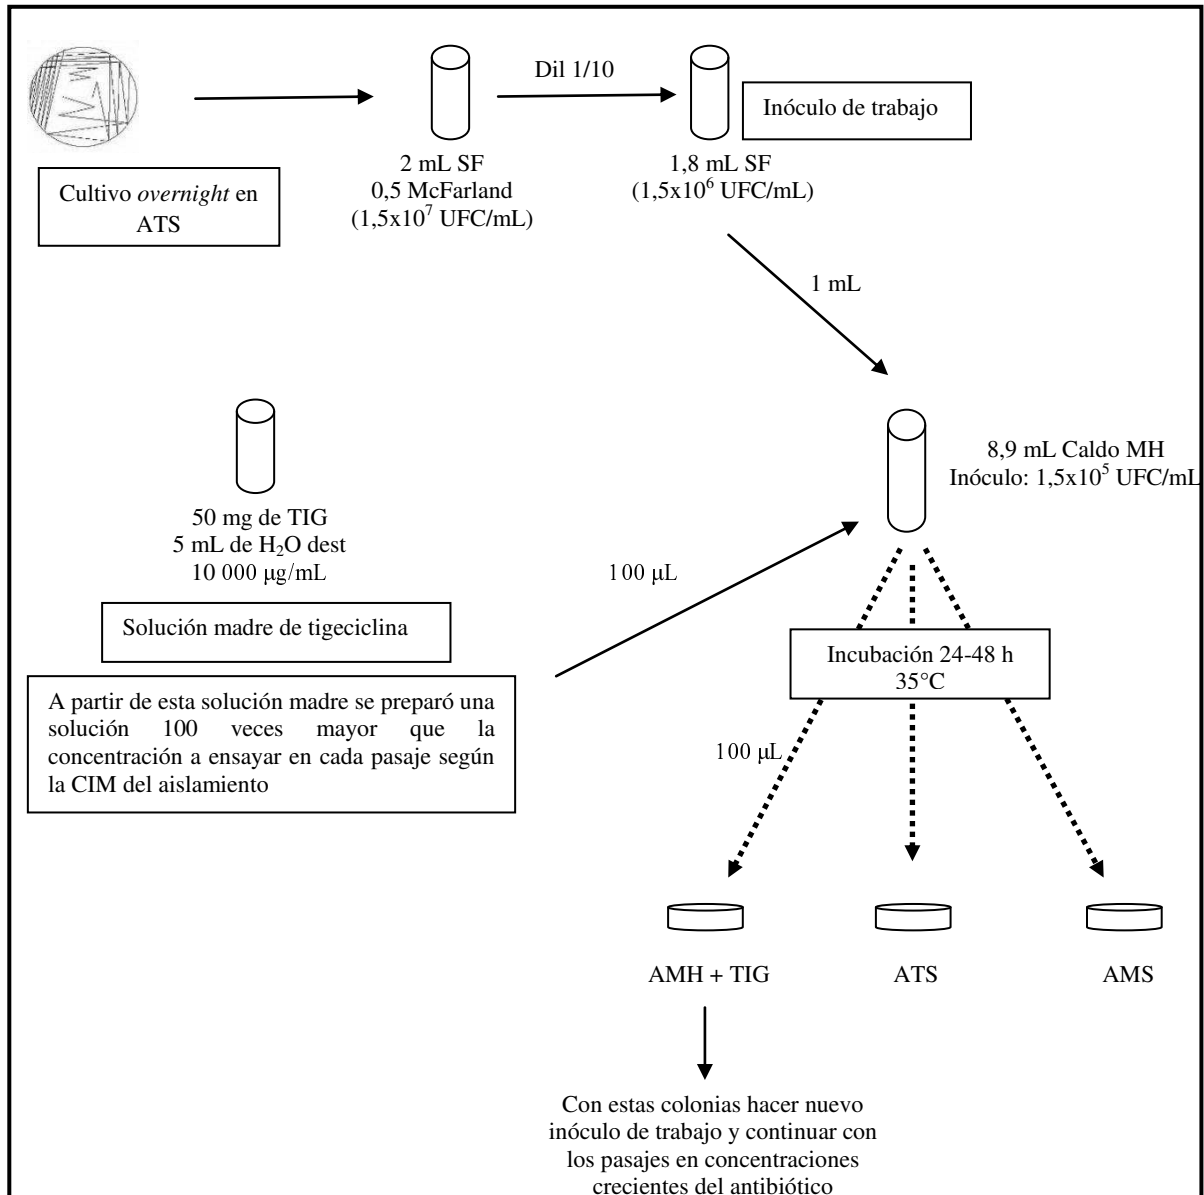 Dil 1/10
Inóculo de trabajo
Cultivo overnight en
ATS
2 mL SF
0,5 McFarland
(1,5x10⁷ UFC/mL)
1,8 mL SF
(1,5x10⁶ UFC/mL)
1 mL
8,9 mL Caldo MH
Inóculo: 1,5x10⁵ UFC/mL
50 mg de TIG
5 mL de H₂O dest
10 000 µg/mL
Solución madre de tigeciclina
A partir de esta solución madre se preparó una
solución 100 veces mayor que la
concentración a ensayar en cada pasaje según
la CIM del aislamiento
100 µL
Incubación 24-48 h
35°C
100 µL
AMH + TIG
ATS
AMS
Con estas colonias hacer nuevo
inóculo de trabajo y continuar con
los pasajes en concentraciones
crecientes del antibiótico